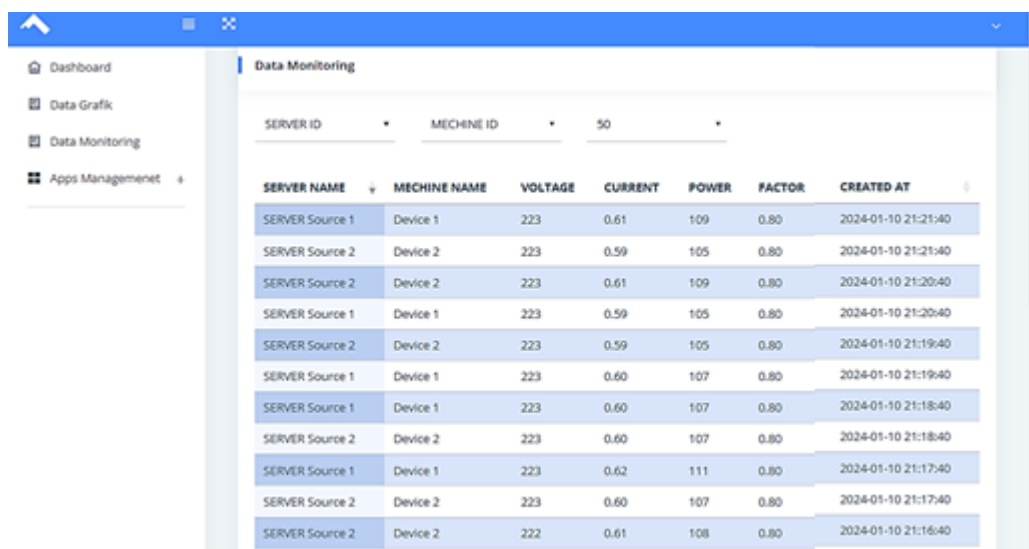 Dashboard
Data Grafik
Data Monitoring
Apps Managemenet +
Data Monitoring
SERVER ID MECHINE ID 50
SERVER NAME MECHINE NAME VOLTAGE CURRENT POWER FACTOR CREATED AT
SERVER Source 1 Device 1 223 0.61 109 0.80 2024-01-10 21:21:40
SERVER Source 2 Device 2 223 0.59 105 0.80 2024-01-10 21:21:40
SERVER Source 2 Device 2 223 0.61 109 0.80 2024-01-10 21:20:40
SERVER Source 1 Device 1 223 0.59 105 0.80 2024-01-10 21:20:40
SERVER Source 2 Device 2 223 0.59 105 0.80 2024-01-10 21:19:40
SERVER Source 1 Device 1 223 0.60 107 0.80 2024-01-10 21:19:40
SERVER Source 1 Device 1 223 0.60 107 0.80 2024-01-10 21:18:40
SERVER Source 2 Device 2 223 0.60 107 0.80 2024-01-10 21:18:40
SERVER Source 1 Device 1 223 0.62 111 0.80 2024-01-10 21:17:40
SERVER Source 2 Device 2 223 0.60 107 0.80 2024-01-10 21:17:40
SERVER Source 2 Device 2 222 0.61 108 0.80 2024-01-10 21:16:40